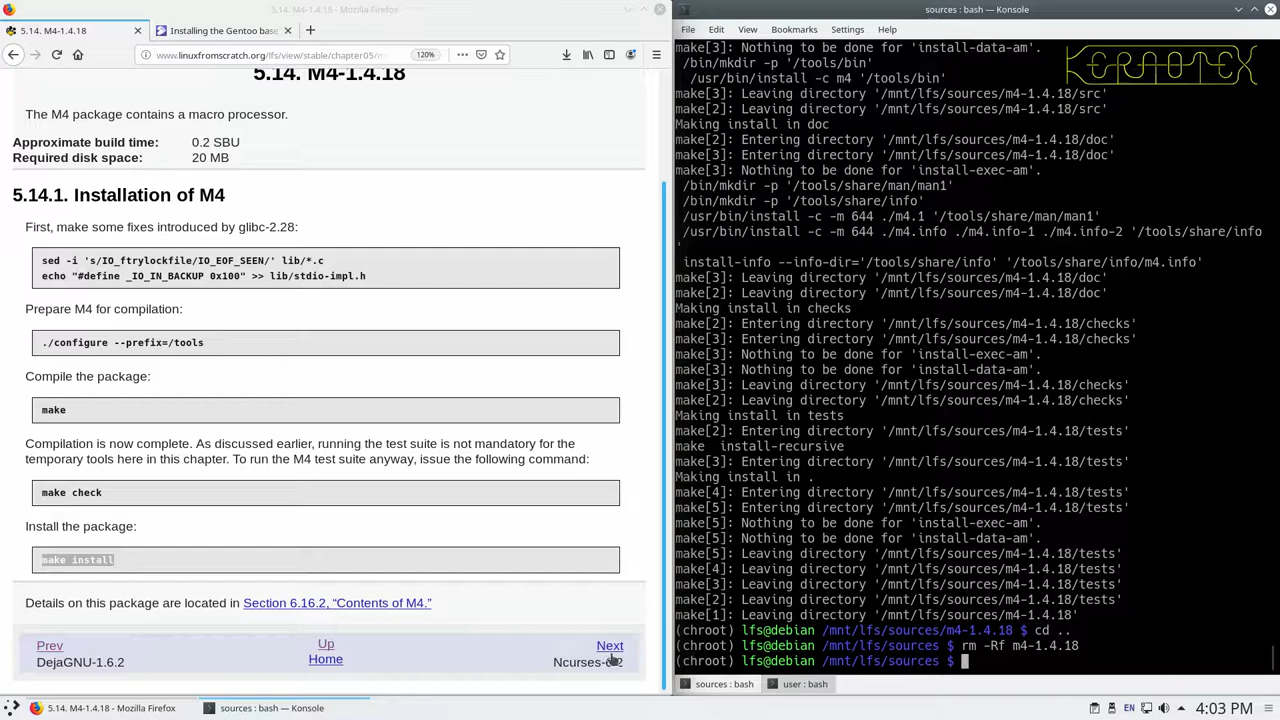 5.14. M4-1.4.18 - Mozilla Firefox
5.14. M4-1.4.18
Installing the Gentoo base
www.linuxfromscratch.org/lfs/view/stable/chapter05/m
120%
5.14. M4-1.4.18
The M4 package contains a macro processor.
Approximate build time: 0.2 SBU
Required disk space: 20 MB
5.14.1. Installation of M4
First, make some fixes introduced by glibc-2.28:
sed -i 's/IO_ftrylockfile/IO_EOF_SEEN/' lib/*.c
echo "#define _IO_IN_BACKUP 0x100" >> lib/stdio-impl.h
Prepare M4 for compilation:
./configure --prefix=/tools
Compile the package:
make
Compilation is now complete. As discussed earlier, running the test suite is not mandatory for the
temporary tools here in this chapter. To run the M4 test suite anyway, issue the following command:
make check
Install the package:
make install
Details on this package are located in Section 6.16.2, “Contents of M4.”
Prev Up Next
DejaGNU-1.6.2 Home
sources : bash — Konsole
File Edit View Bookmarks Settings Help
KERAOTEX
make[3]: Nothing to be done for 'install-data-am'.
/bin/mkdir -p '/tools/bin'
/usr/bin/install -c m4 '/tools/bin'
make[3]: Leaving directory '/mnt/lfs/sources/m4-1.4.18/src'
make[2]: Leaving directory '/mnt/lfs/sources/m4-1.4.18/src'
Making install in doc
make[2]: Entering directory '/mnt/lfs/sources/m4-1.4.18/doc'
make[3]: Entering directory '/mnt/lfs/sources/m4-1.4.18/doc'
make[3]: Nothing to be done for 'install-exec-am'.
/bin/mkdir -p '/tools/share/man/man1'
/bin/mkdir -p '/tools/share/info'
/usr/bin/install -c -m 644 ./m4.1 '/tools/share/man/man1'
/usr/bin/install -c -m 644 ./m4.info ./m4.info-1 ./m4.info-2 '/tools/share/info
'
install-info --info-dir='/tools/share/info' '/tools/share/info/m4.info'
make[3]: Leaving directory '/mnt/lfs/sources/m4-1.4.18/doc'
make[2]: Leaving directory '/mnt/lfs/sources/m4-1.4.18/doc'
Making install in checks
make[2]: Entering directory '/mnt/lfs/sources/m4-1.4.18/checks'
make[3]: Entering directory '/mnt/lfs/sources/m4-1.4.18/checks'
make[3]: Nothing to be done for 'install-exec-am'.
make[3]: Nothing to be done for 'install-data-am'.
make[3]: Leaving directory '/mnt/lfs/sources/m4-1.4.18/checks'
make[2]: Leaving directory '/mnt/lfs/sources/m4-1.4.18/checks'
Making install in tests
make[2]: Entering directory '/mnt/lfs/sources/m4-1.4.18/tests'
make  install-recursive
make[3]: Entering directory '/mnt/lfs/sources/m4-1.4.18/tests'
Making install in .
make[4]: Entering directory '/mnt/lfs/sources/m4-1.4.18/tests'
make[5]: Entering directory '/mnt/lfs/sources/m4-1.4.18/tests'
make[5]: Nothing to be done for 'install-exec-am'.
make[5]: Nothing to be done for 'install-data-am'.
make[5]: Leaving directory '/mnt/lfs/sources/m4-1.4.18/tests'
make[4]: Leaving directory '/mnt/lfs/sources/m4-1.4.18/tests'
make[3]: Leaving directory '/mnt/lfs/sources/m4-1.4.18/tests'
make[2]: Leaving directory '/mnt/lfs/sources/m4-1.4.18/tests'
make[1]: Leaving directory '/mnt/lfs/sources/m4-1.4.18'
(chroot) lfs@debian /mnt/lfs/sources/m4-1.4.18 $ cd ..
(chroot) lfs@debian /mnt/lfs/sources $ rm -Rf m4-1.4.18
(chroot) lfs@debian /mnt/lfs/sources $
sources : bash
user : bash
5.14. M4-1.4.18 - Mozilla Firefox
sources : bash — Konsole
EN
4:03 PM